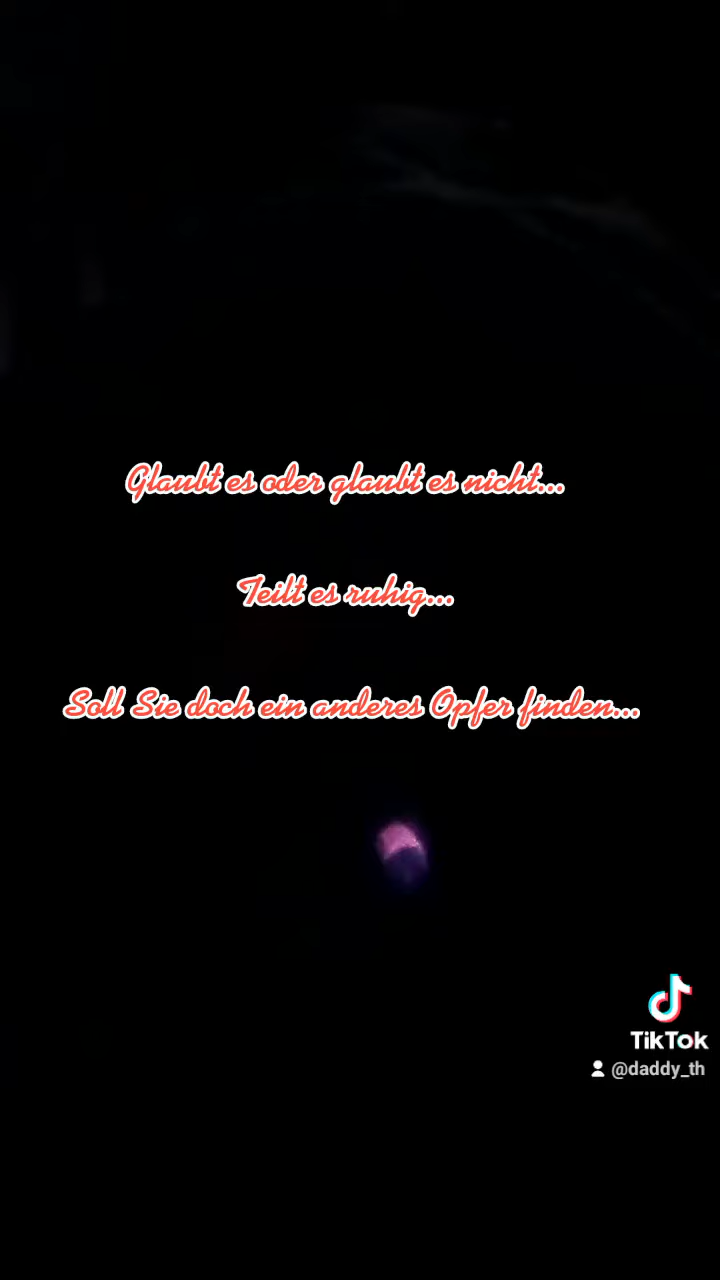 Glaubt es oder glaubt es nicht...
Teilt es ruhig...
Soll Sie doch ein anderes Opfer finden...
TikTok
@daddy_th